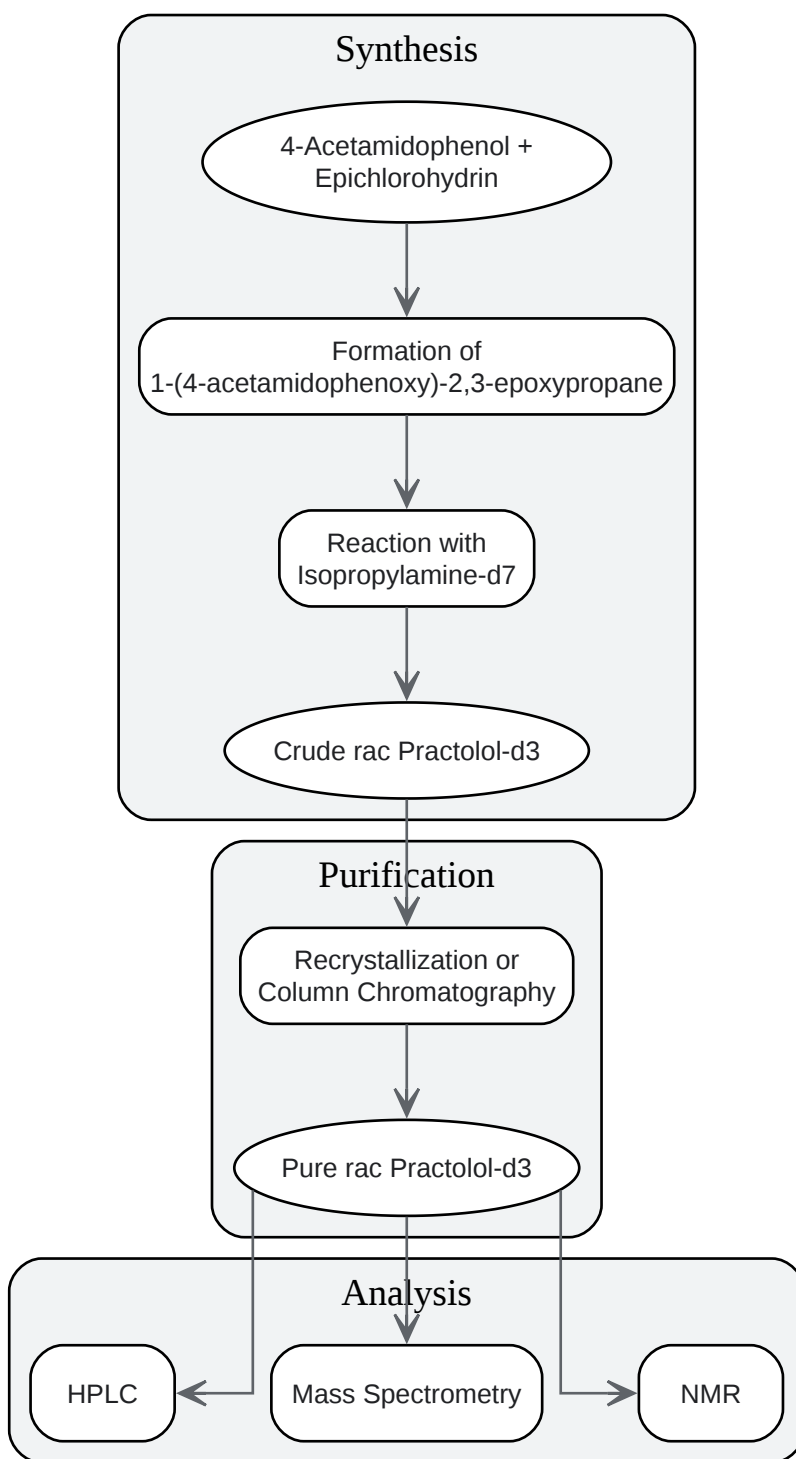 Synthesis
4-Acetamidophenol +
Epichlorohydrin
Formation of
1-(4-acetamidophenoxy)-2,3-epoxypropane
Reaction with
Isopropylamine-d7
Crude rac Practolol-d3
Purification
Recrystallization or
Column Chromatography
Pure rac Practolol-d3
Analysis
HPLC
Mass Spectrometry
NMR